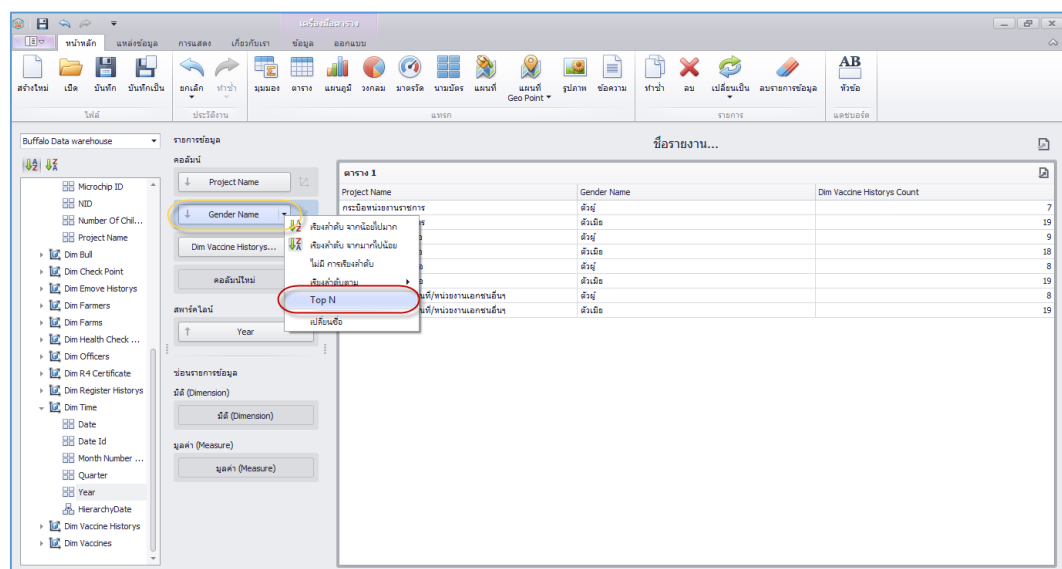 เครื่องมือตาราง
หน้าหลัก แหล่งข้อมูล การแสดง เกี่ยวกับเรา ข้อมูล ออกแบบ
สร้างใหม่ เปิด บันทึก บันทึกเป็น ยกเลิก ทำซ้ำ มุมมอง ตาราง แผนภูมิ วงกลม มาตรวัด นามบัตร แผนที่ แผนที่ Geo Point รูปภาพ ข้อความ ทำซ้ำ ลบ เปลี่ยนเป็น ลบรายการข้อมูล AB หัวข้อ
ไฟล์ ประวัติงาน แทรก รายการ แดชบอร์ด
Buffalo Data warehouse
Microchip ID
NID
Number Of Chil...
Project Name
Dim Bull
Dim Check Point
Dim Emove Historys
Dim Farmers
Dim Farms
Dim Health Check ...
Dim Officers
Dim R4 Certificate
Dim Register Historys
Dim Time
Date
Date Id
Month Number ...
Quarter
Year
HierarchyDate
Dim Vaccine Historys
Dim Vaccines
รายการข้อมูล
คอลัมน์
Project Name
Gender Name
Dim Vaccine Historys...
คอลัมน์ใหม่
สพาร์คไลน์
Year
ซ่อนรายการข้อมูล
มิติ (Dimension)
มิติ (Dimension)
มูลค่า (Measure)
มูลค่า (Measure)
เรียงลำดับ จากน้อยไปมาก
เรียงลำดับ จากมากไปน้อย
ไม่มี การเรียงลำดับ
เรียงลำดับตาม
Top N
เปลี่ยนชื่อ
ชื่อรายงาน...
ตาราง 1
Project Name Gender Name Dim Vaccine Historys Count
กระบือหน่วยงานราชการ ตัวผู้ 7
ตัวเมีย 19
ตัวผู้ 9
ตัวเมีย 18
ตัวผู้ 8
ตัวเมีย 19
นที่/หน่วยงานเอกชนอื่นๆ ตัวผู้ 8
นที่/หน่วยงานเอกชนอื่นๆ ตัวเมีย 19